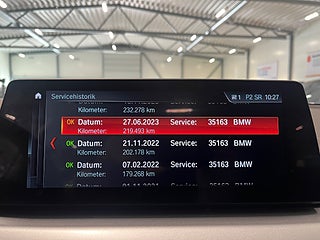 Servicehistorik
1 P2 SR 10:27
Kilometer: 232.278 km
OK Datum: 27.06.2023 Service: 35163 BMW
Kilometer: 219.493 km
OK Datum: 21.11.2022 Service: 35163 BMW
Kilometer: 202.178 km
OK Datum: 07.02.2022 Service: 35163 BMW
Kilometer: 179.268 km